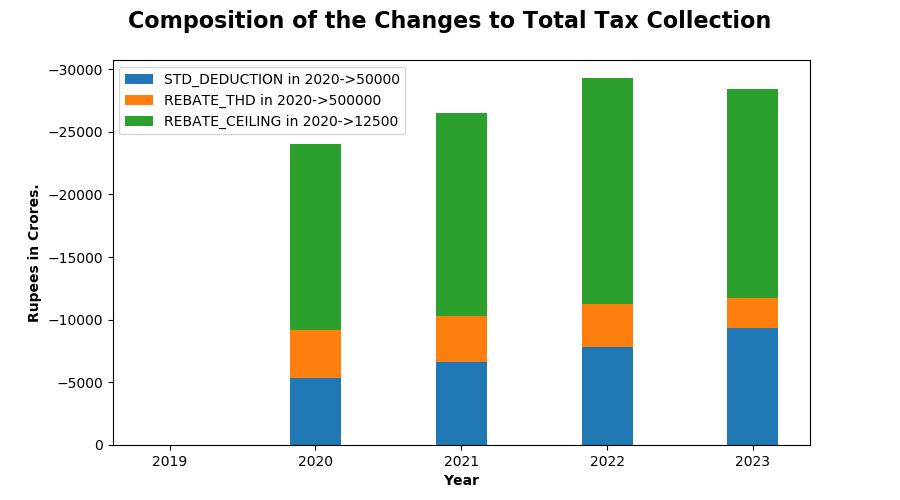 Composition of the Changes to Total Tax Collection
STD_DEDUCTION in 2020->50000
REBATE_THD in 2020->500000
REBATE_CEILING in 2020->12500
Rupees in Crores.
−30000
−25000
−20000
−15000
−10000
−5000
0
2019 2020 2021 2022 2023
Year